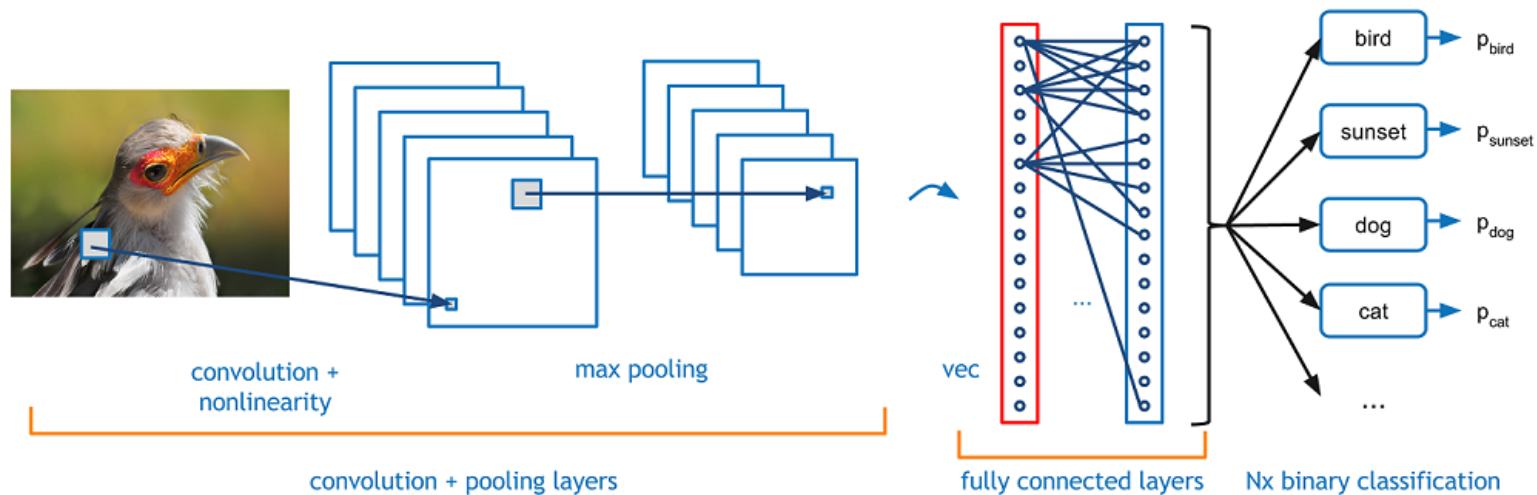 convolution +
nonlinearity
max pooling
vec
...
convolution + pooling layers
fully connected layers
bird
p_bird
sunset
p_sunset
dog
p_dog
cat
p_cat
...
Nx binary classification